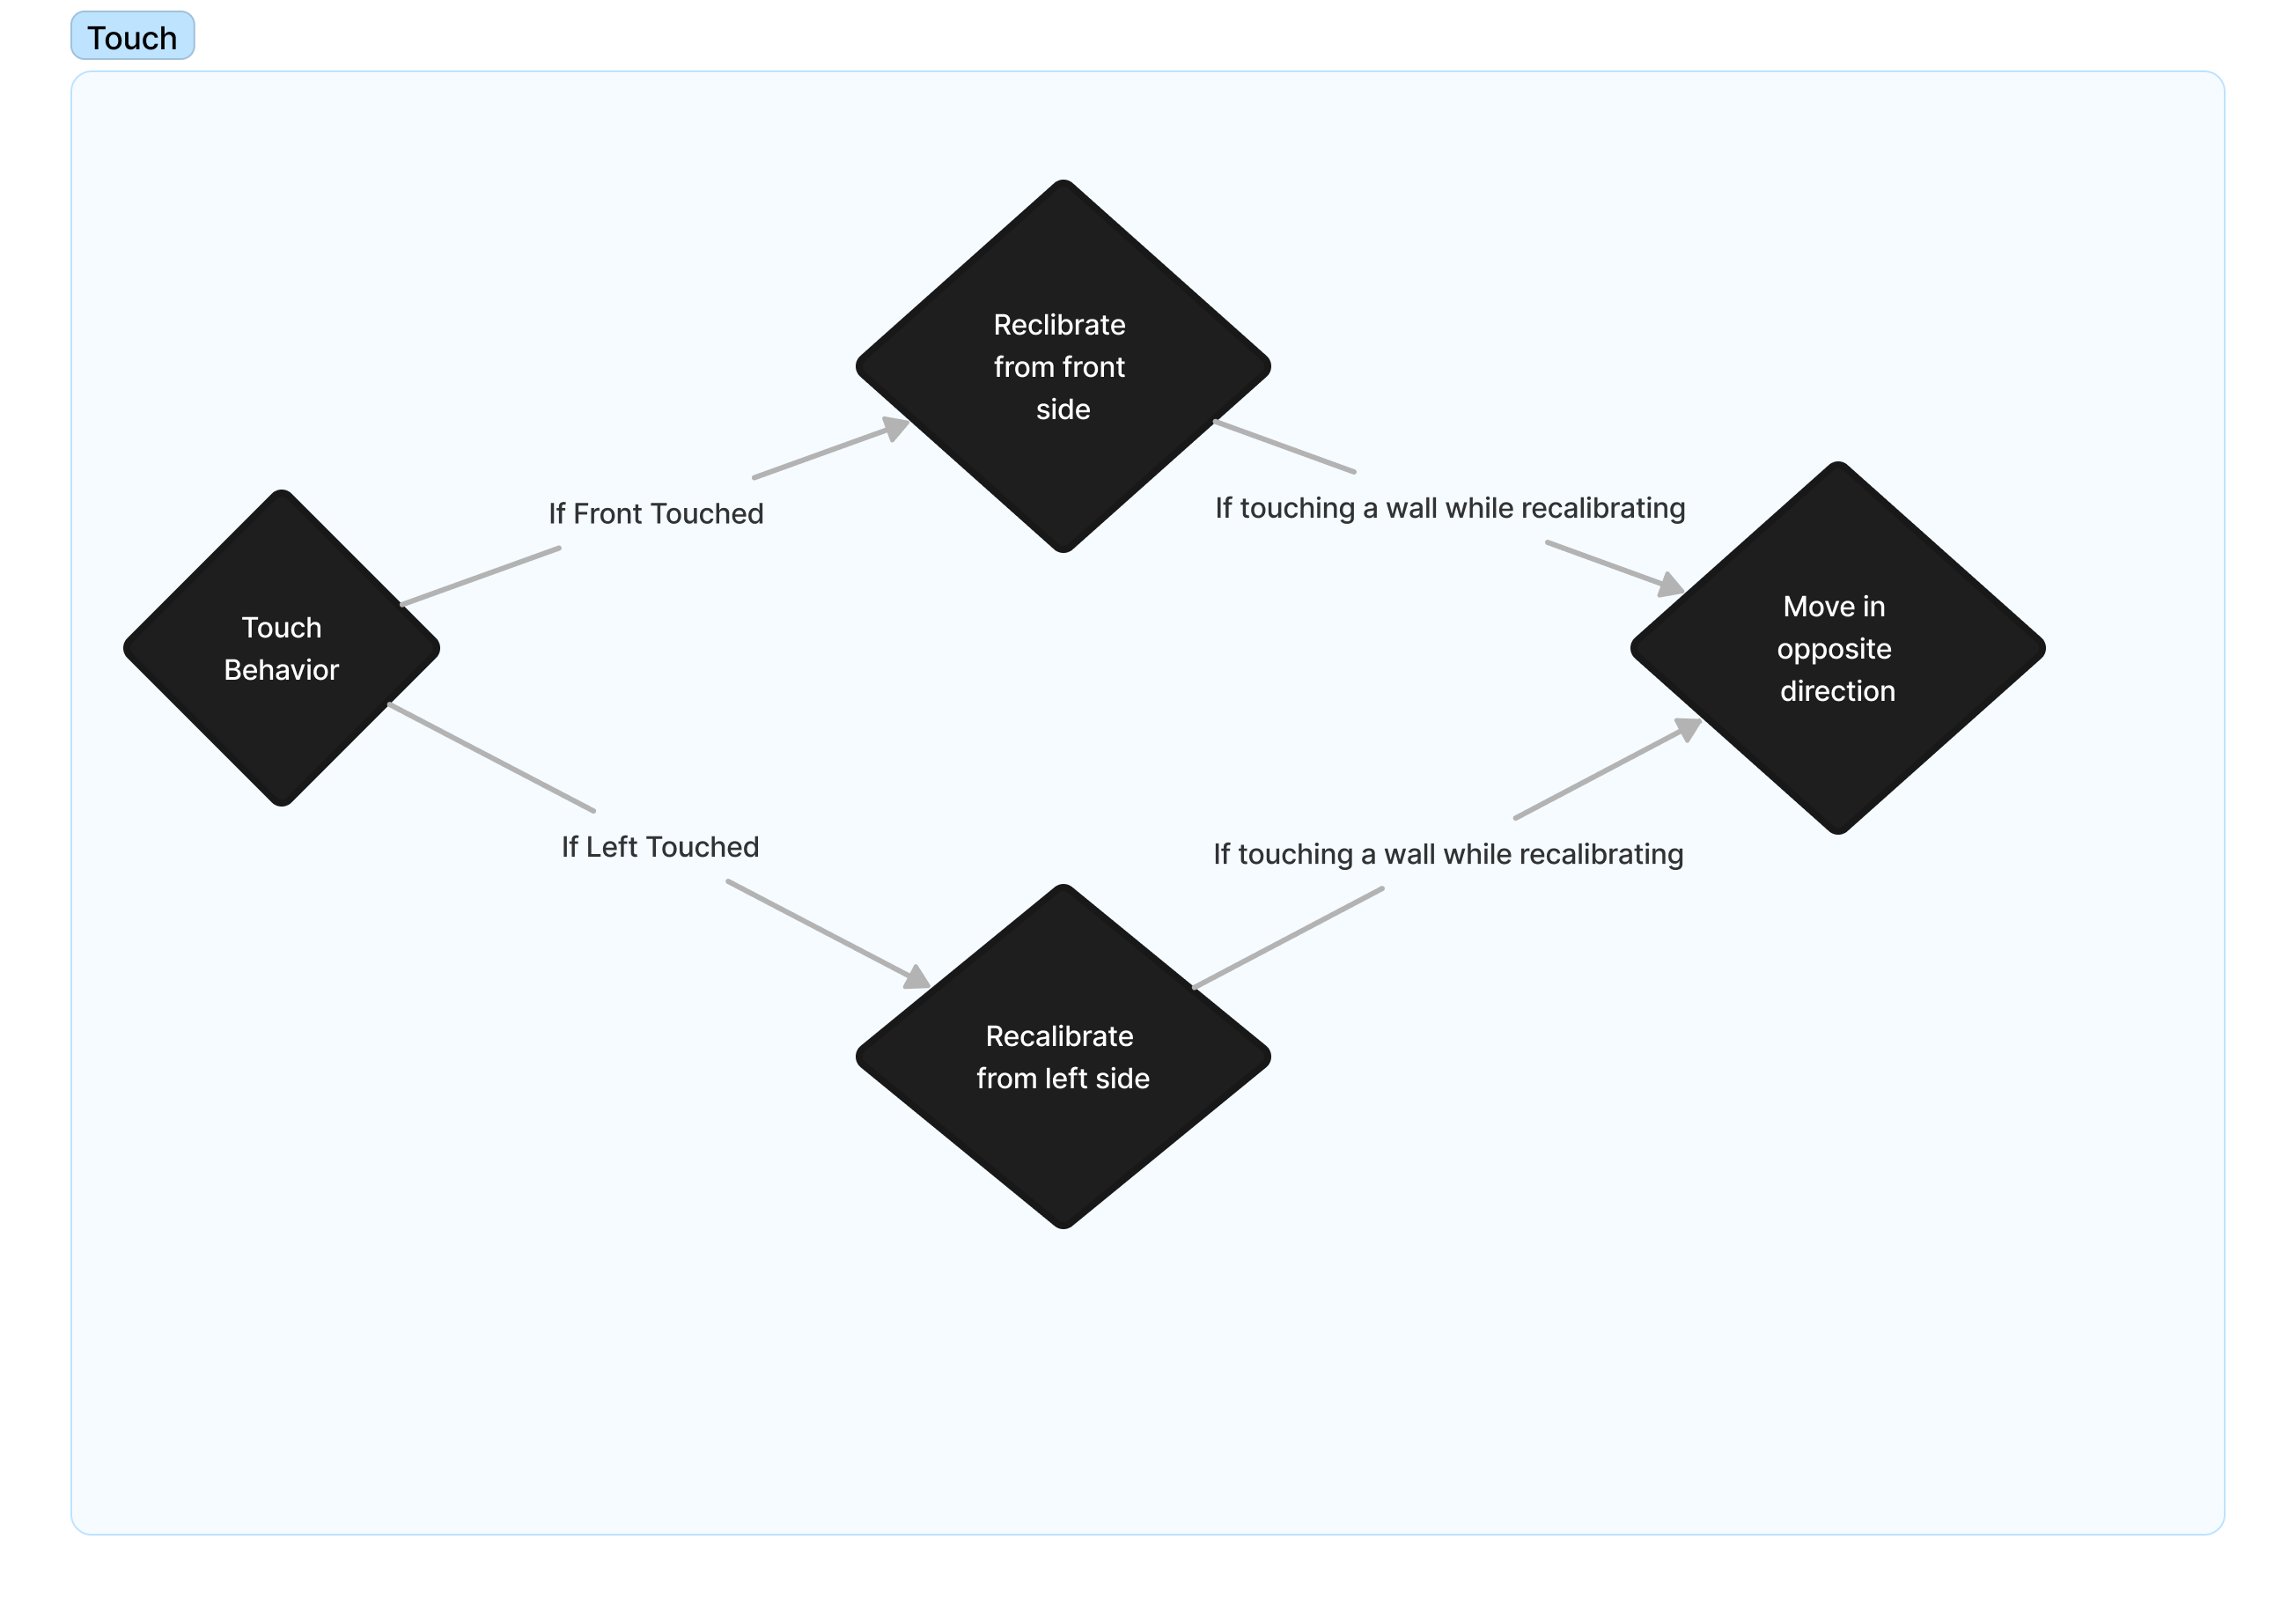 Touch
Reclibrate
from front
side
If Front Touched
If touching a wall while recalibrating
Touch
Behavior
Move in
opposite
direction
If Left Touched
If touching a wall while recalibrating
Recalibrate
from left side